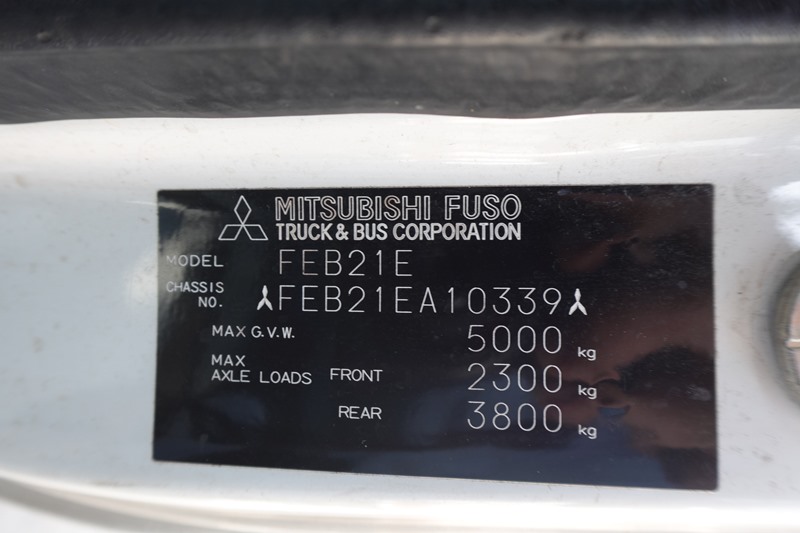 MITSUBISHI FUSO
TRUCK & BUS CORPORATION
MODEL FEB21E
CHASSIS NO. FEB21EA10339
MAX G.V.W. 5000 kg
MAX AXLE LOADS FRONT 2300 kg
REAR 3800 kg